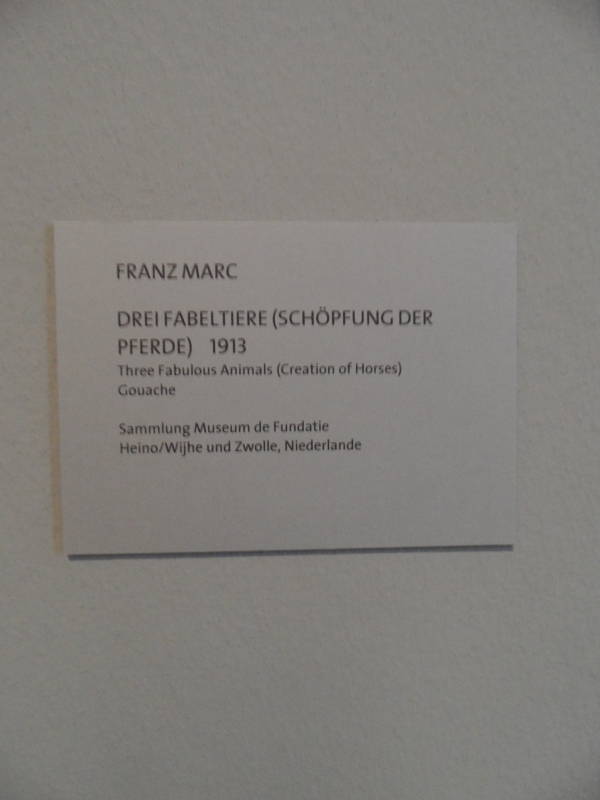 FRANZ MARC
DREI FABELTIERE (SCHÖPFUNG DER
PFERDE) 1913
Three Fabulous Animals (Creation of Horses)
Gouache
Sammlung Museum de Fundatie
Heino/Wijhe und Zwolle, Niederlande